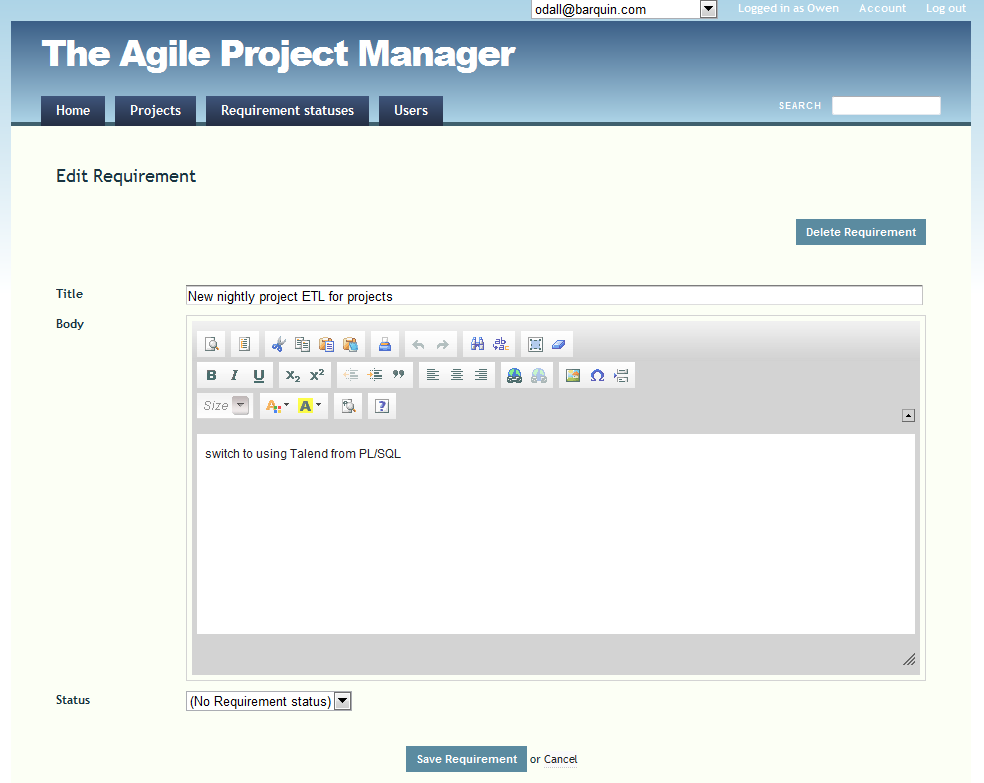 odall@barquin.com Logged in as Owen Account Log out
The Agile Project Manager
Home Projects Requirement statuses Users SEARCH
Edit Requirement
Delete Requirement
Title New nightly project ETL for projects
Body
B I U X2 X2
Size A A ?
switch to using Talend from PL/SQL
Status (No Requirement status)
Save Requirement or Cancel